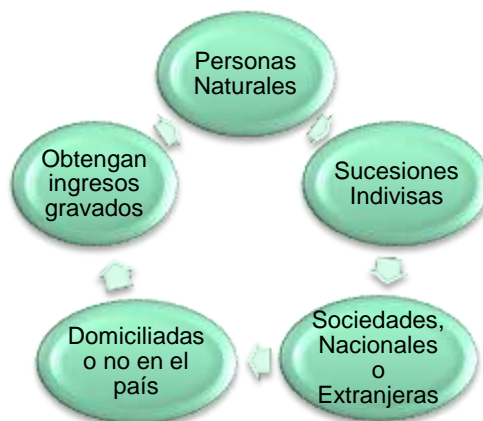 Personas
Naturales
Sucesiones
Indivisas
Sociedades,
Nacionales
o
Extranjeras
Domiciliadas
o no en el
país
Obtengan
ingresos
gravados